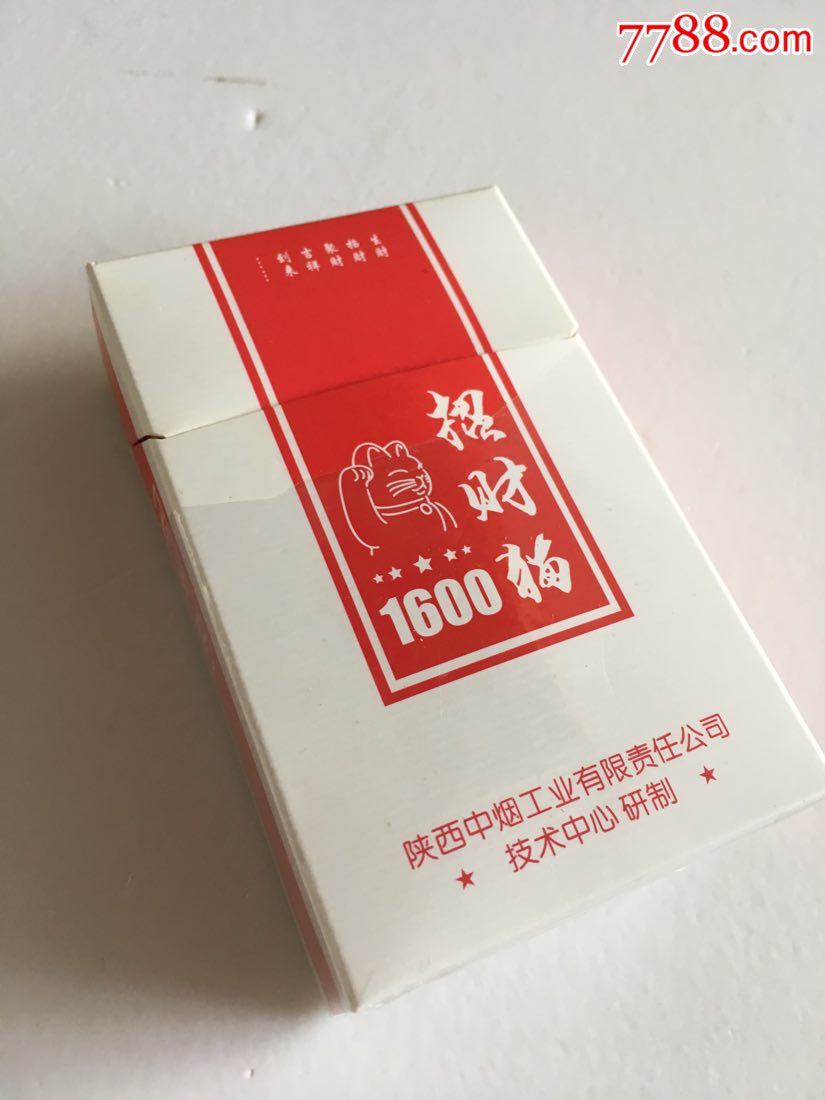 7788.com
生财
招财
聚财
吉祥
到来
……
招财猫
1600
陕西中烟工业有限责任公司
技术中心 研制